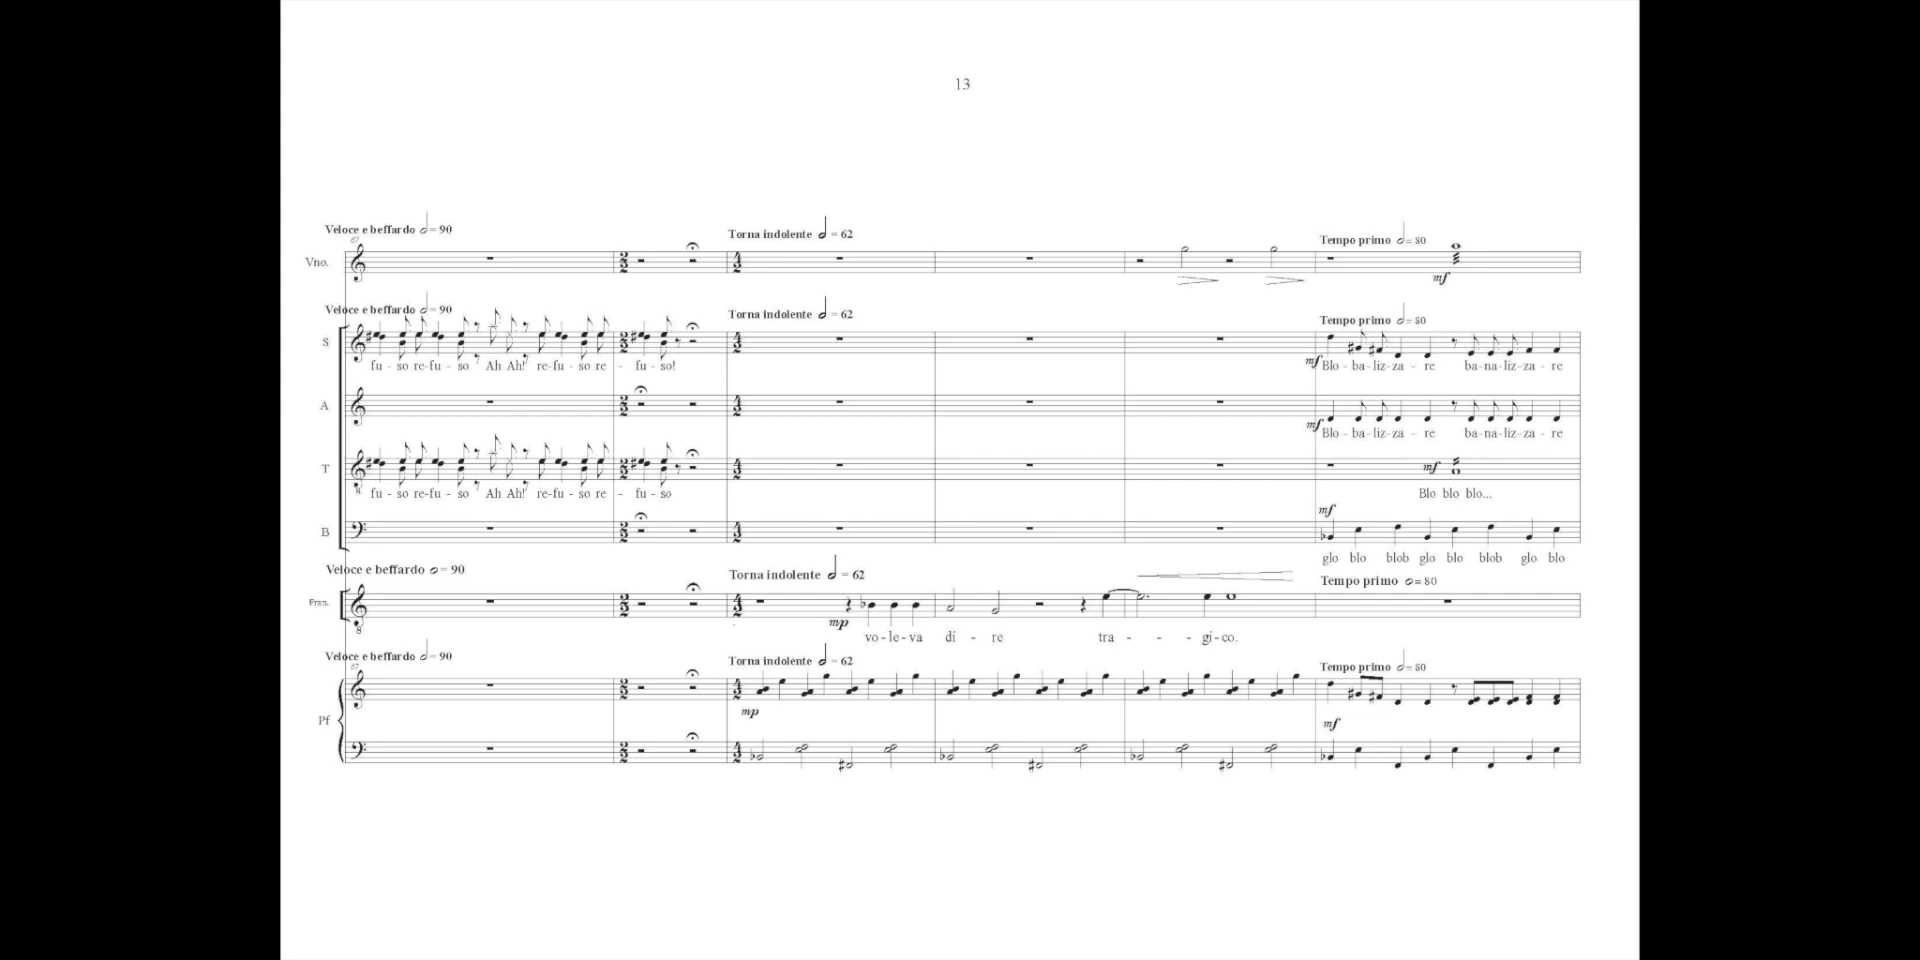 13
Veloce e beffardo = 90
Torna indolente = 62
Tempo primo = 80
67
Vno.
mf
Veloce e beffardo = 90
Torna indolente = 62
Tempo primo = 80
S
mf
fu - so re-fu - so Ah Ah! re-fu - so re - fu - so!
Blo - ba - liz - za - re ba - na - liz - za - re
A
mf
Blo - ba - liz - za - re ba - na - liz - za - re
T
mf
fu - so re-fu - so Ah Ah! re-fu - so re - fu - so
Blo blo blo...
mf
B
glo blo blob glo blo blob glo blo
Veloce e beffardo = 90
Torna indolente = 62
Tempo primo = 80
Fran.
mp
vo - le - va di - re tra - - - gi - co.
Veloce e beffardo = 90
Torna indolente = 62
Tempo primo = 80
67
mp
Pf
mf